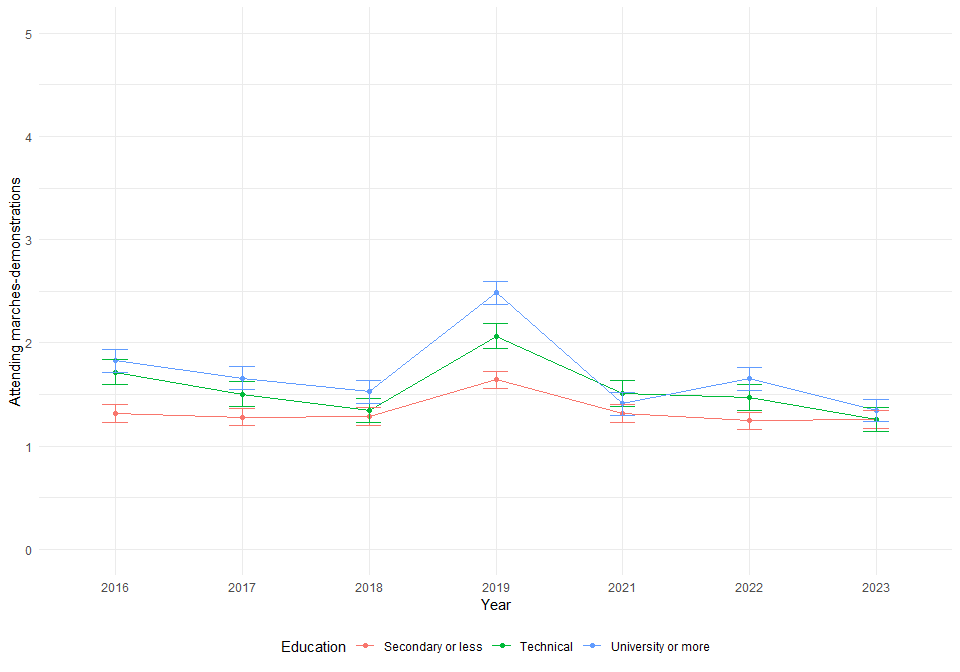 5
4
3
2
1
0
Attending marches-demonstrations
2016 2017 2018 2019 2021 2022 2023
Year
Education Secondary or less Technical University or more